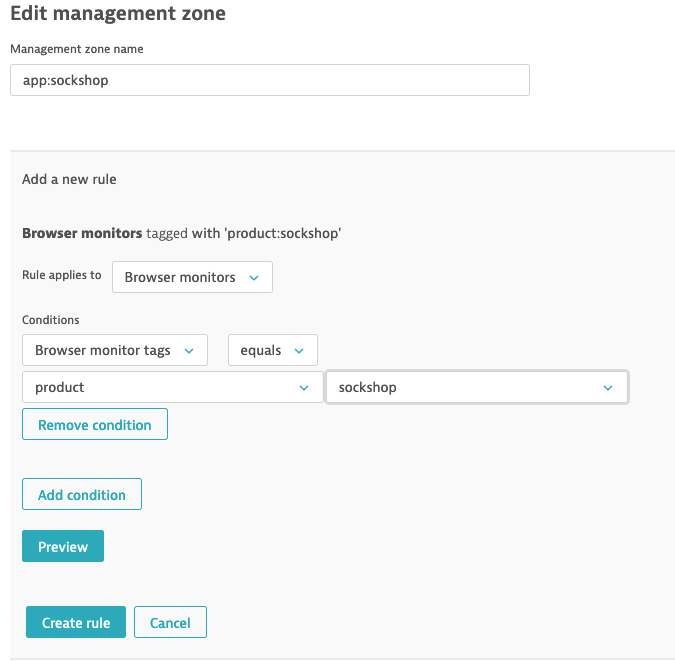 Edit management zone
Management zone name
app:sockshop
Add a new rule
Browser monitors tagged with 'product:sockshop'
Rule applies to Browser monitors
Conditions
Browser monitor tags equals
product sockshop
Remove condition
Add condition
Preview
Create rule Cancel